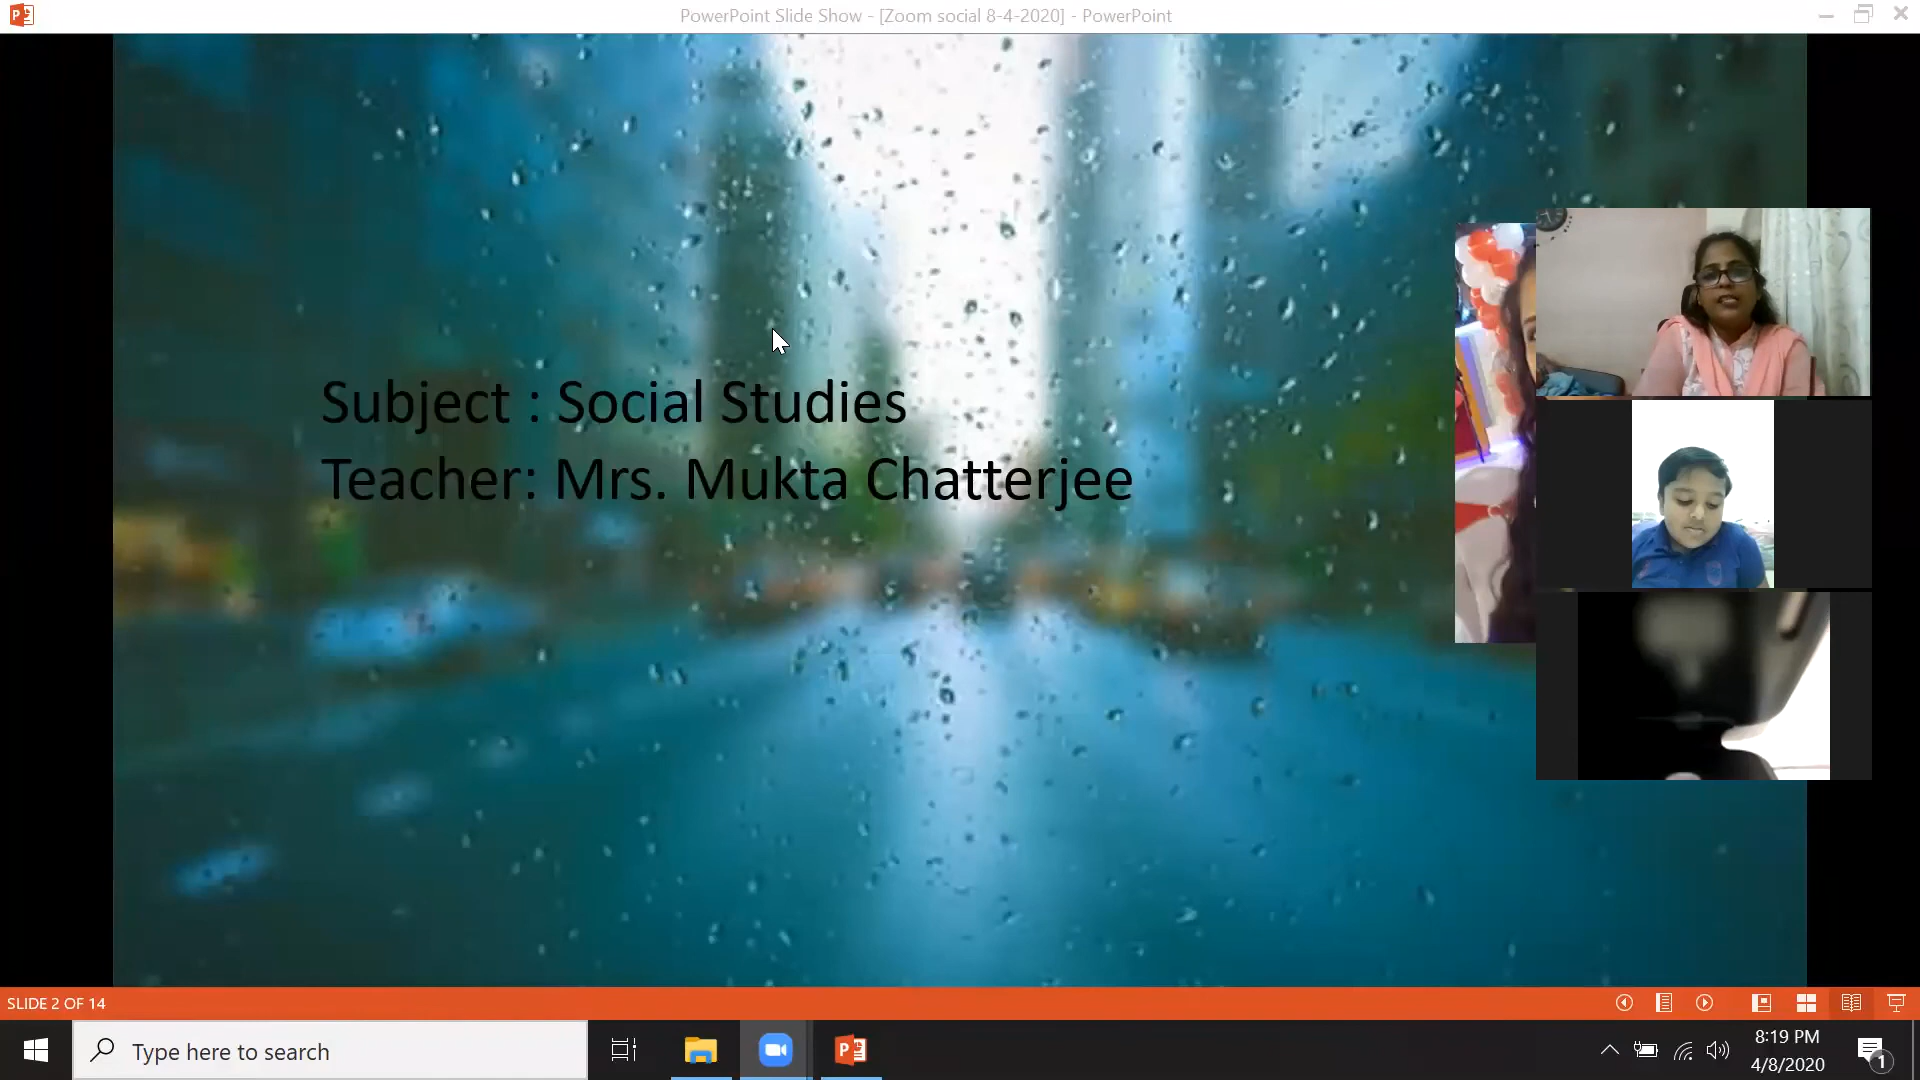 PowerPoint Slide Show - [Zoom social 8-4-2020] - PowerPoint
Subject : Social Studies
Teacher: Mrs. Mukta Chatterjee
SLIDE 2 OF 14
Type here to search
8:19 PM
4/8/2020
1